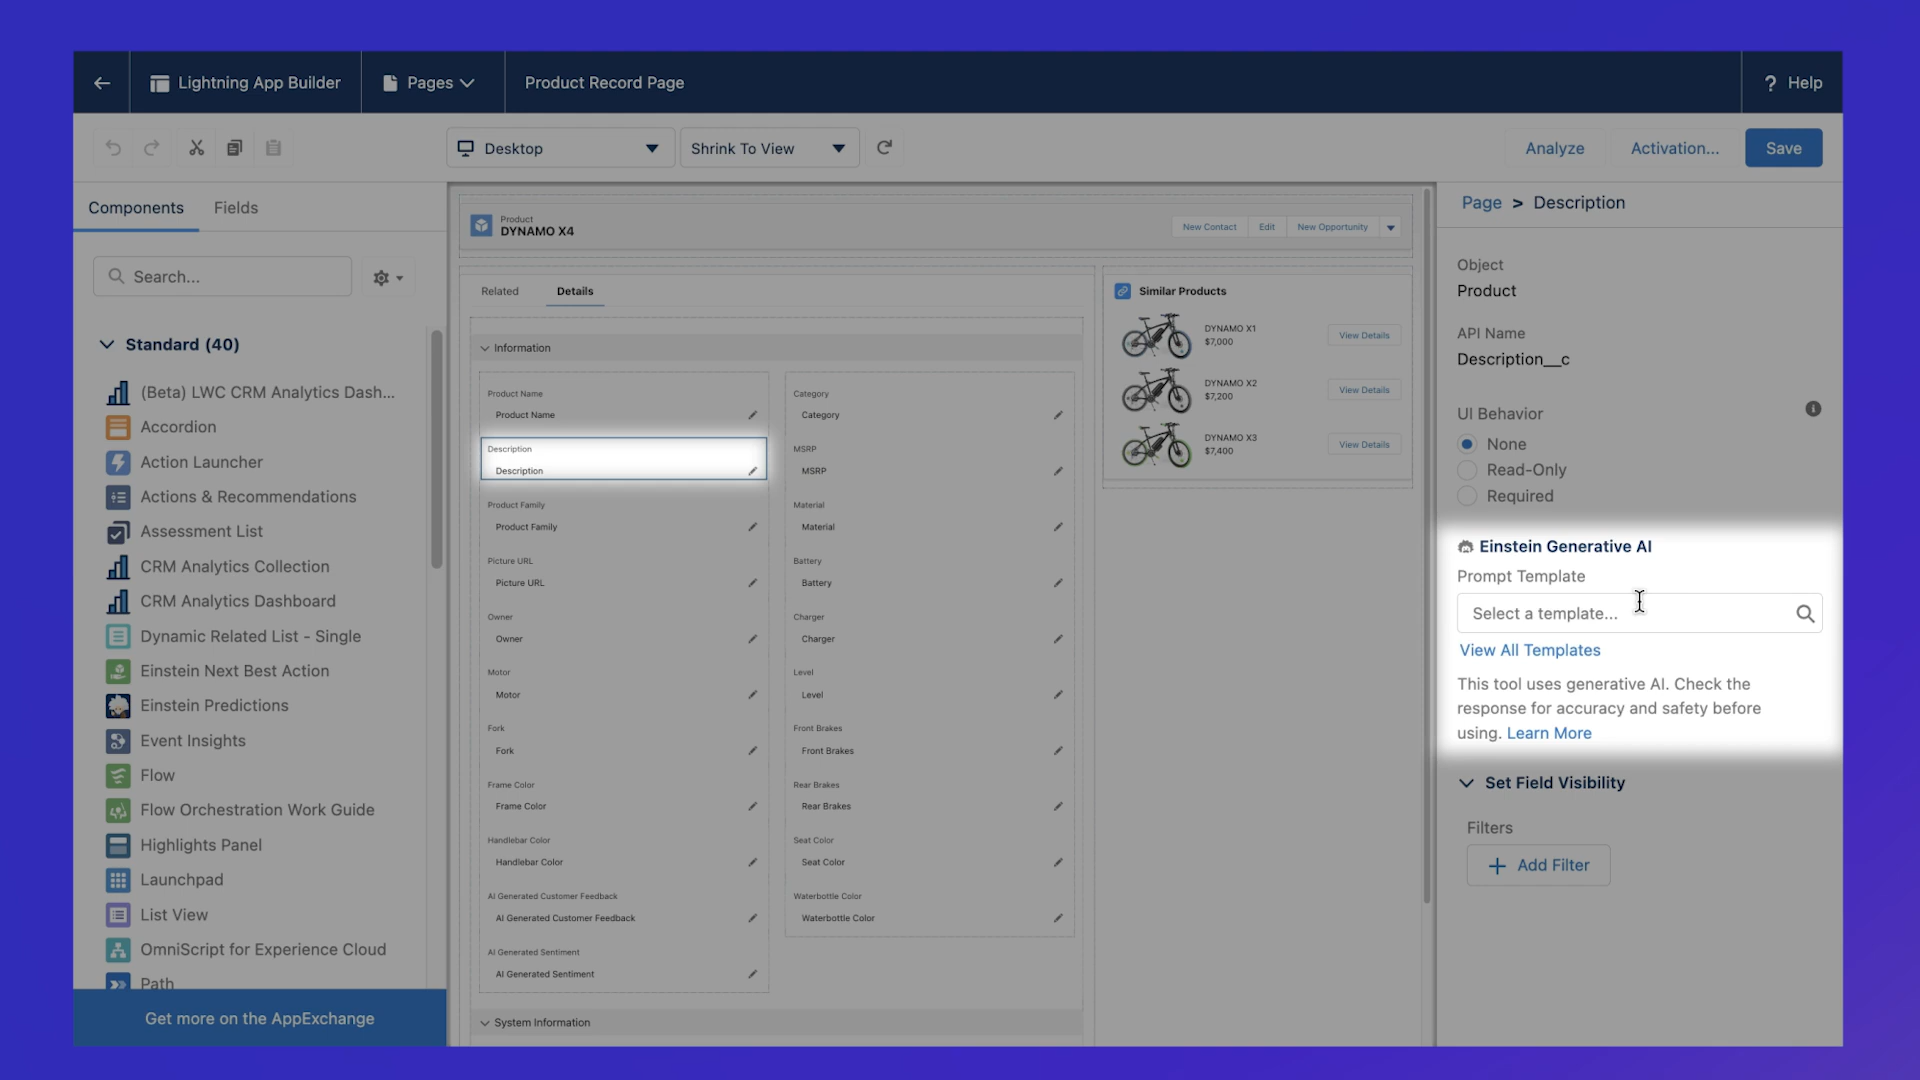 Lightning App Builder
Pages
Product Record Page
? Help
Desktop
Shrink To View
Analyze
Activation...
Save
Components
Fields
Search...
Standard (40)
(Beta) LWC CRM Analytics Dash...
Accordion
Action Launcher
Actions & Recommendations
Assessment List
CRM Analytics Collection
CRM Analytics Dashboard
Dynamic Related List - Single
Einstein Next Best Action
Einstein Predictions
Event Insights
Flow
Flow Orchestration Work Guide
Highlights Panel
Launchpad
List View
OmniScript for Experience Cloud
Path
Get more on the AppExchange
Product
DYNAMO X4
New Contact
Edit
New Opportunity
Related
Details
Information
Product Name
Product Name
Description
Description
Product Family
Product Family
Picture URL
Picture URL
Owner
Owner
Motor
Motor
Fork
Fork
Frame Color
Frame Color
Handlebar Color
Handlebar Color
AI Generated Customer Feedback
AI Generated Customer Feedback
AI Generated Sentiment
AI Generated Sentiment
Category
Category
MSRP
MSRP
Material
Material
Battery
Battery
Charger
Charger
Level
Level
Front Brakes
Front Brakes
Rear Brakes
Rear Brakes
Seat Color
Seat Color
Waterbottle Color
Waterbottle Color
System Information
Similar Products
DYNAMO X1
$7,000
View Details
DYNAMO X2
$7,200
View Details
DYNAMO X3
$7,400
View Details
Page > Description
Object
Product
API Name
Description__c
UI Behavior
None
Read-Only
Required
Einstein Generative AI
Prompt Template
Select a template...
View All Templates
This tool uses generative AI. Check the
response for accuracy and safety before
using. Learn More
Set Field Visibility
Filters
+ Add Filter